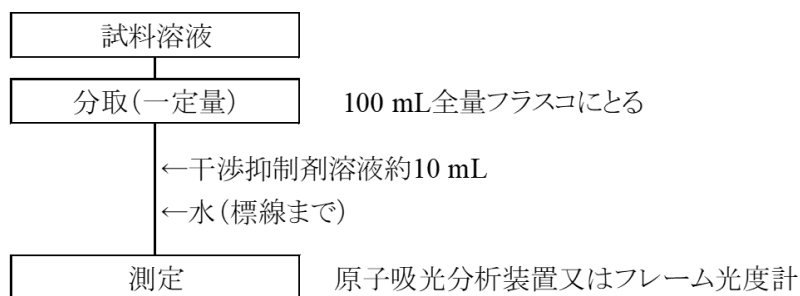 試料溶液
分取(一定量) 100 mL全量フラスコにとる
←干渉抑制剤溶液約10 mL
←水(標線まで)
測定 原子吸光分析装置又はフレーム光度計